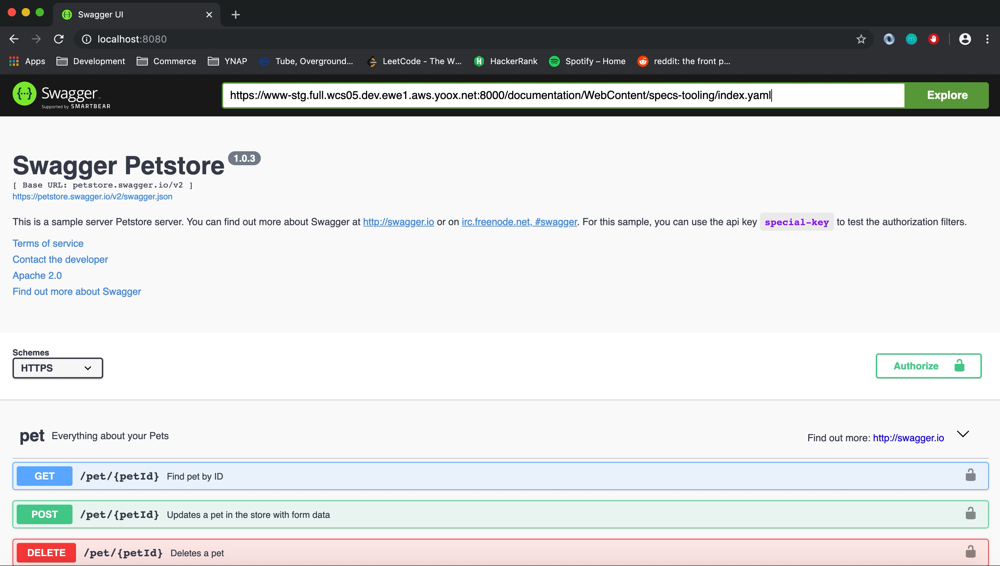 Swagger UI
localhost:8080
Apps Development Commerce YNAP Tube, Overground... LeetCode - The W... HackerRank Spotify – Home reddit: the front p...
{···} Swagger™
Supported by SMARTBEAR
https://www-stg.full.wcs05.dev.ewe1.aws.yoox.net:8000/documentation/WebContent/specs-tooling/index.yaml
Explore
Swagger Petstore 1.0.3
[ Base URL: petstore.swagger.io/v2 ]
https://petstore.swagger.io/v2/swagger.json
This is a sample server Petstore server. You can find out more about Swagger at http://swagger.io or on irc.freenode.net, #swagger. For this sample, you can use the api key special-key to test the authorization filters.
Terms of service
Contact the developer
Apache 2.0
Find out more about Swagger
Schemes
HTTPS
Authorize
pet Everything about your Pets
Find out more: http://swagger.io
GET /pet/{petId} Find pet by ID
POST /pet/{petId} Updates a pet in the store with form data
DELETE /pet/{petId} Deletes a pet